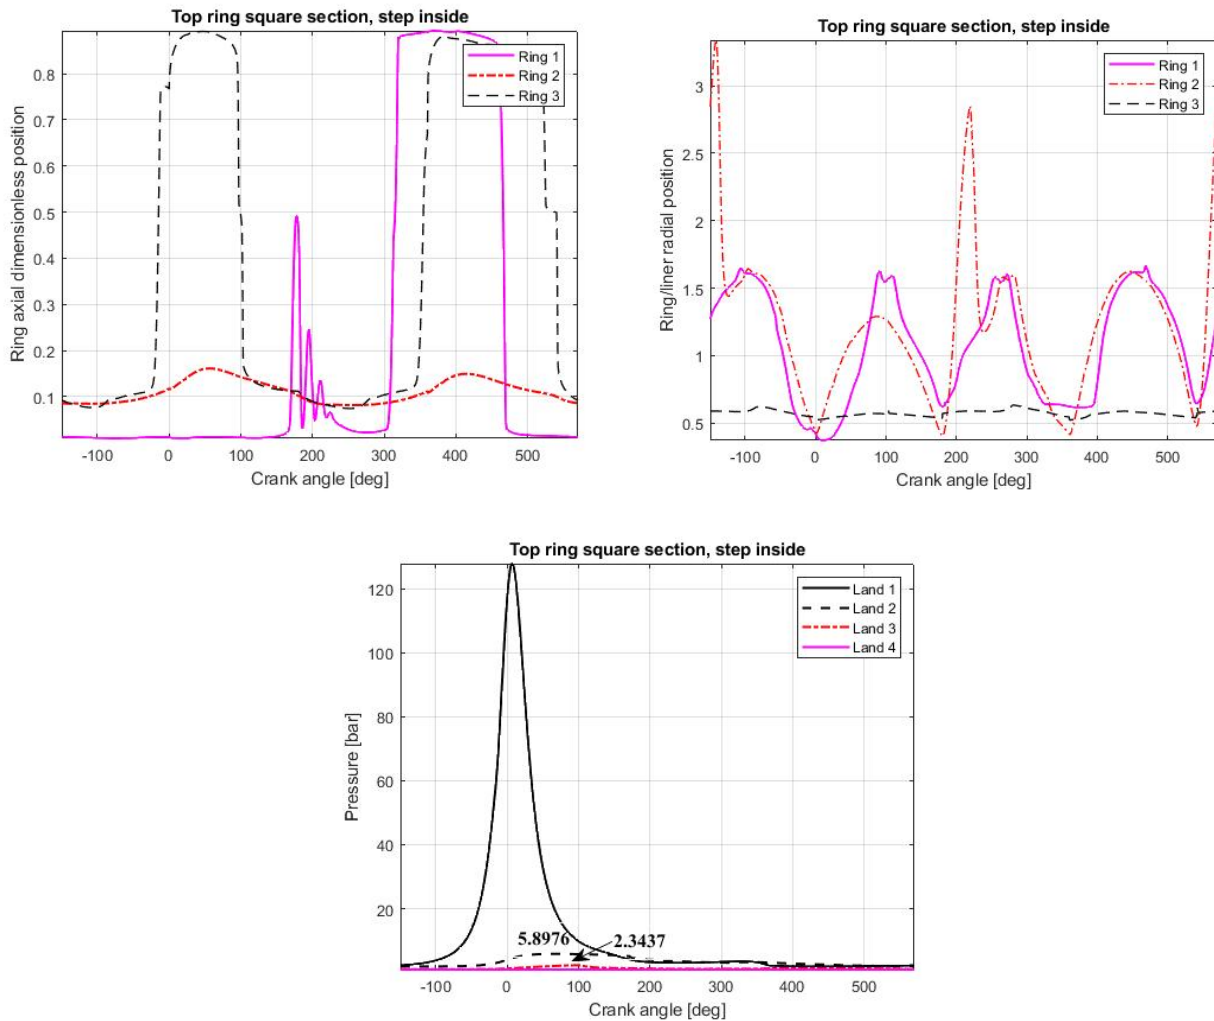 Top ring square section, step inside
Ring axial dimensionless position
0.8
0.7
0.6
0.5
0.4
0.3
0.2
0.1
Ring 1
Ring 2
Ring 3
-100 0 100 200 300 400 500
Crank angle [deg]
Top ring square section, step inside
Ring/liner radial position
3
2.5
2
1.5
1
0.5
Ring 1
Ring 2
Ring 3
-100 0 100 200 300 400 500
Crank angle [deg]
Top ring square section, step inside
Pressure [bar]
120
100
80
60
40
20
Land 1
Land 2
Land 3
Land 4
5.8976 2.3437
-100 0 100 200 300 400 500
Crank angle [deg]